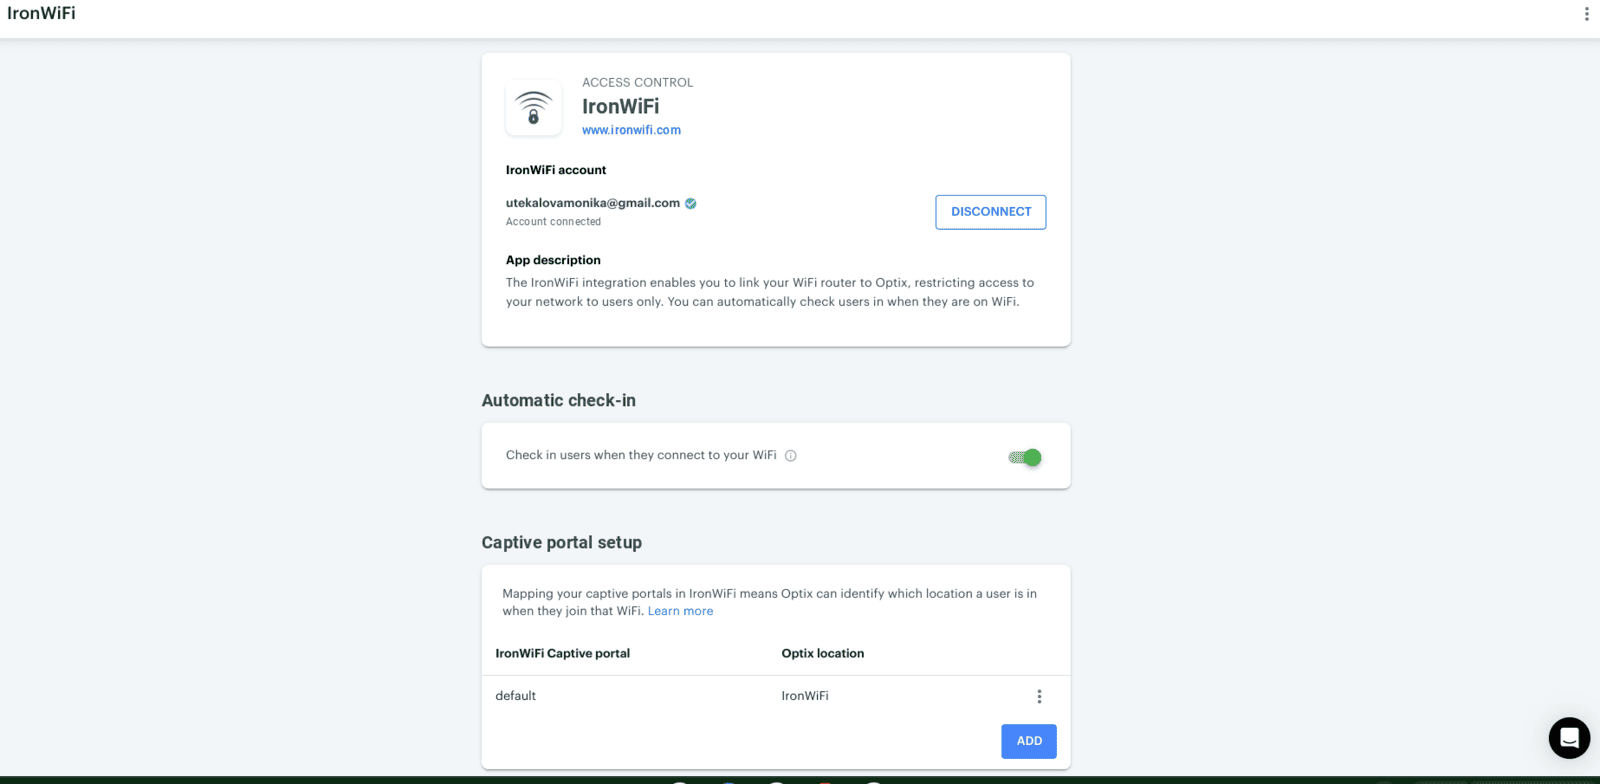 IronWiFi
ACCESS CONTROL
IronWiFi
www.ironwifi.com
IronWiFi account
utekalovamonika@gmail.com
Account connected
DISCONNECT
App description
The IronWiFi integration enables you to link your WiFi router to Optix, restricting access to
your network to users only. You can automatically check users in when they are on WiFi.
Automatic check-in
Check in users when they connect to your WiFi
Captive portal setup
Mapping your captive portals in IronWiFi means Optix can identify which location a user is in
when they join that WiFi. Learn more
IronWiFi Captive portal Optix location
default IronWiFi
ADD